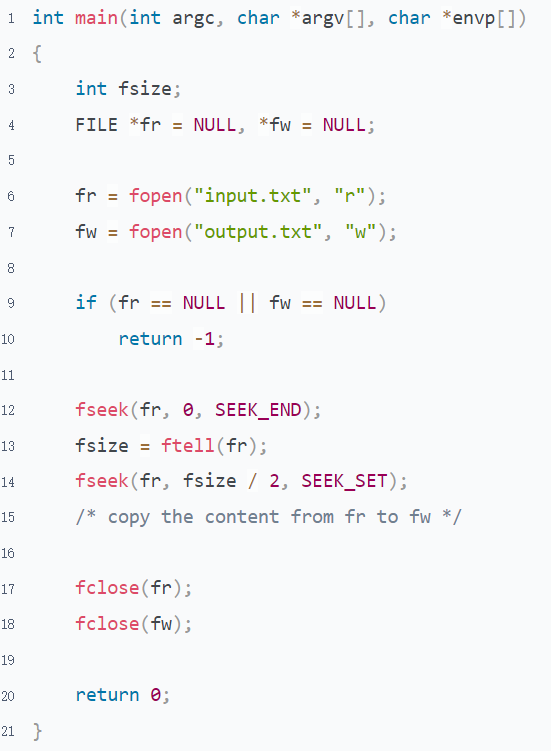 1 int main(int argc, char *argv[], char *envp[])
2 {
3     int fsize;
4     FILE *fr = NULL, *fw = NULL;
5
6     fr = fopen("input.txt", "r");
7     fw = fopen("output.txt", "w");
8
9     if (fr == NULL || fw == NULL)
10         return -1;
11
12     fseek(fr, 0, SEEK_END);
13     fsize = ftell(fr);
14     fseek(fr, fsize / 2, SEEK_SET);
15     /* copy the content from fr to fw */
16
17     fclose(fr);
18     fclose(fw);
19
20     return 0;
21 }